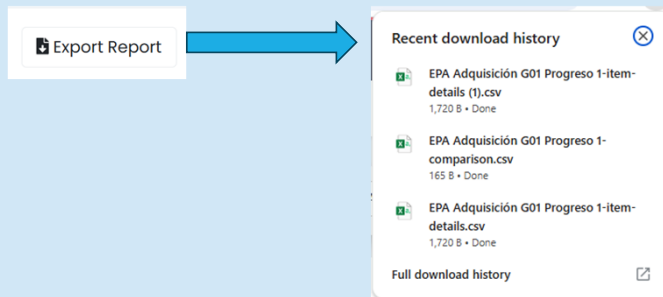 Export Report
Recent download history
EPA Adquisición G01 Progreso 1-item-
details (1).csv
1,720 B • Done
EPA Adquisición G01 Progreso 1-
comparison.csv
165 B • Done
EPA Adquisición G01 Progreso 1-item-
details.csv
1,720 B • Done
Full download history